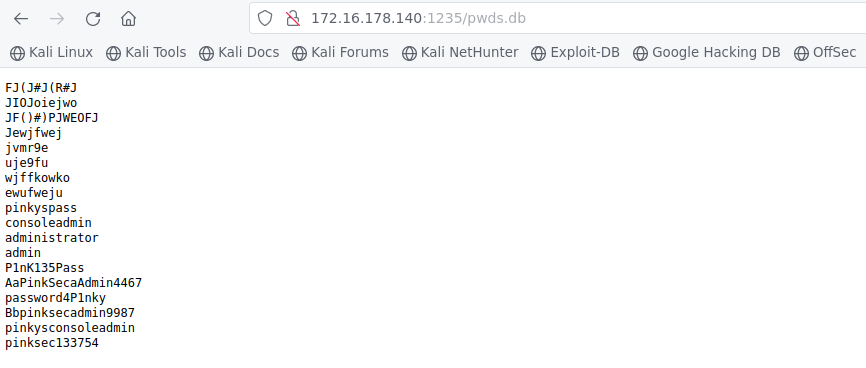 172.16.178.140:1235/pwds.db
Kali Linux Kali Tools Kali Docs Kali Forums Kali NetHunter Exploit-DB Google Hacking DB OffSec
FJ(J#J(R#J
JIOJoiejwo
JF()#)PJWEOFJ
Jewjfwej
jvmr9e
uje9fu
wjffkowko
ewufweju
pinkyspass
consoleadmin
administrator
admin
P1nK135Pass
AaPinkSecaAdmin4467
password4P1nky
Bbpinksecadmin9987
pinkysconsoleadmin
pinksec133754